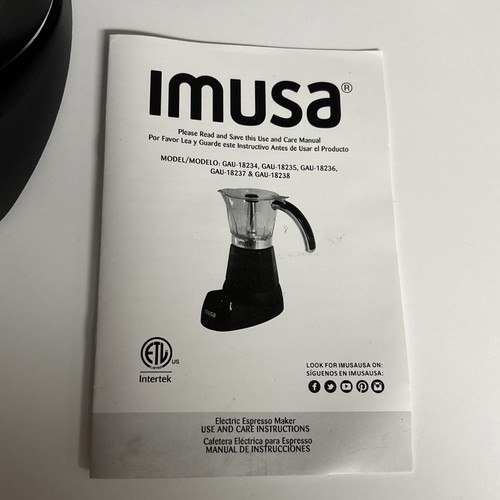 IMUSA®
Please Read and Save this Use and Care Manual
Por Favor Lea y Guarde este Instructivo Antes de Usar el Producto
MODEL/MODELO: GAU-18234, GAU-18235, GAU-18236,
GAU-18237 & GAU-18238
IMUSA
ETL US
Intertek
LOOK FOR IMUSAUSA ON:
SÍGUENOS EN IMUSAUSA:
Electric Espresso Maker
USE AND CARE INSTRUCTIONS
Cafetera Eléctrica para Espresso
MANUAL DE INSTRUCCIÓNES